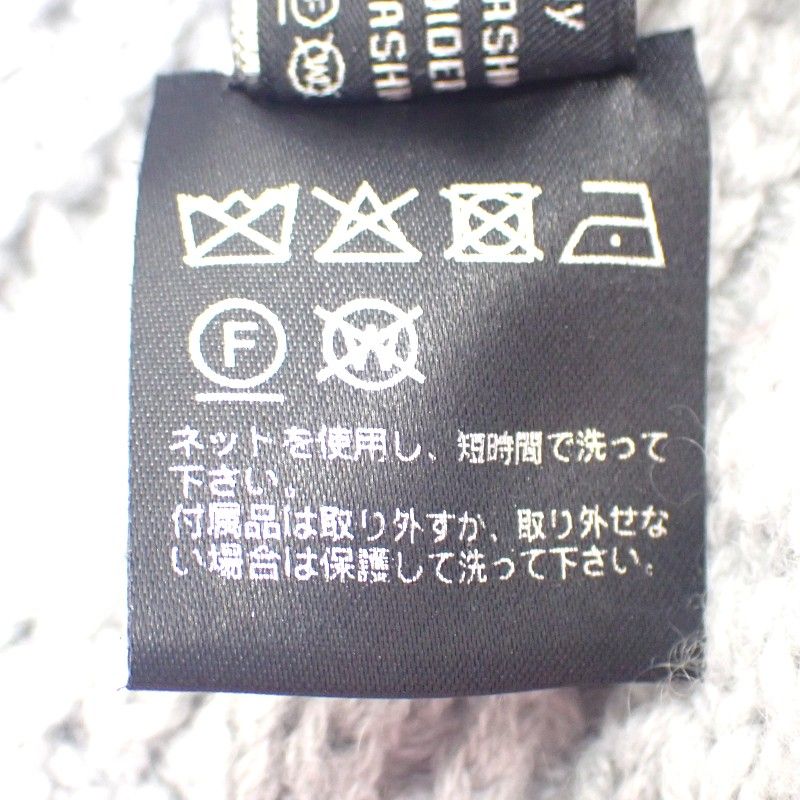 F
W
ネットを使用し、短時間で洗って
下さい。
付属品は取り外すか、取り外せな
い場合は保護して洗って下さい。
F
W